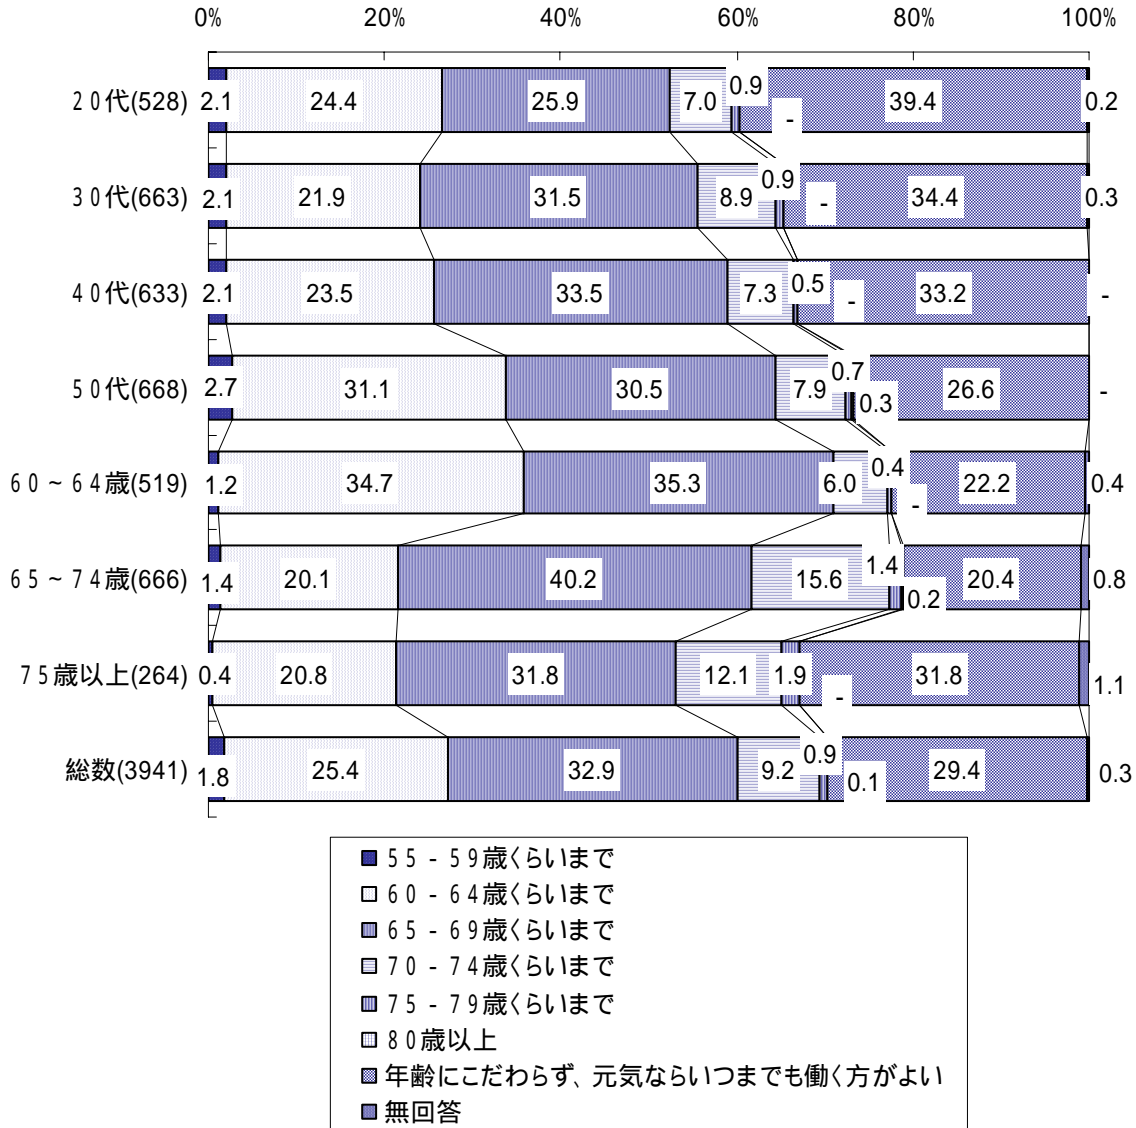 0% 20% 40% 60% 80% 100%
20代(528) 2.1 24.4 25.9 7.0 0.9 - 39.4 0.2
30代(663) 2.1 21.9 31.5 8.9 0.9 - 34.4 0.3
40代(633) 2.1 23.5 33.5 7.3 0.5 - 33.2 -
50代(668) 2.7 31.1 30.5 7.9 0.7 0.3 26.6 -
60~64歳(519) 1.2 34.7 35.3 6.0 0.4 - 22.2 0.4
65~74歳(666) 1.4 20.1 40.2 15.6 1.4 0.2 20.4 0.8
75歳以上(264) 0.4 20.8 31.8 12.1 1.9 - 31.8 1.1
総数(3941) 1.8 25.4 32.9 9.2 0.9 0.1 29.4 0.3
55-59歳くらいまで
60-64歳くらいまで
65-69歳くらいまで
70-74歳くらいまで
75-79歳くらいまで
80歳以上
年齢にこだわらず、元気ならいつまでも働く方がよい
無回答